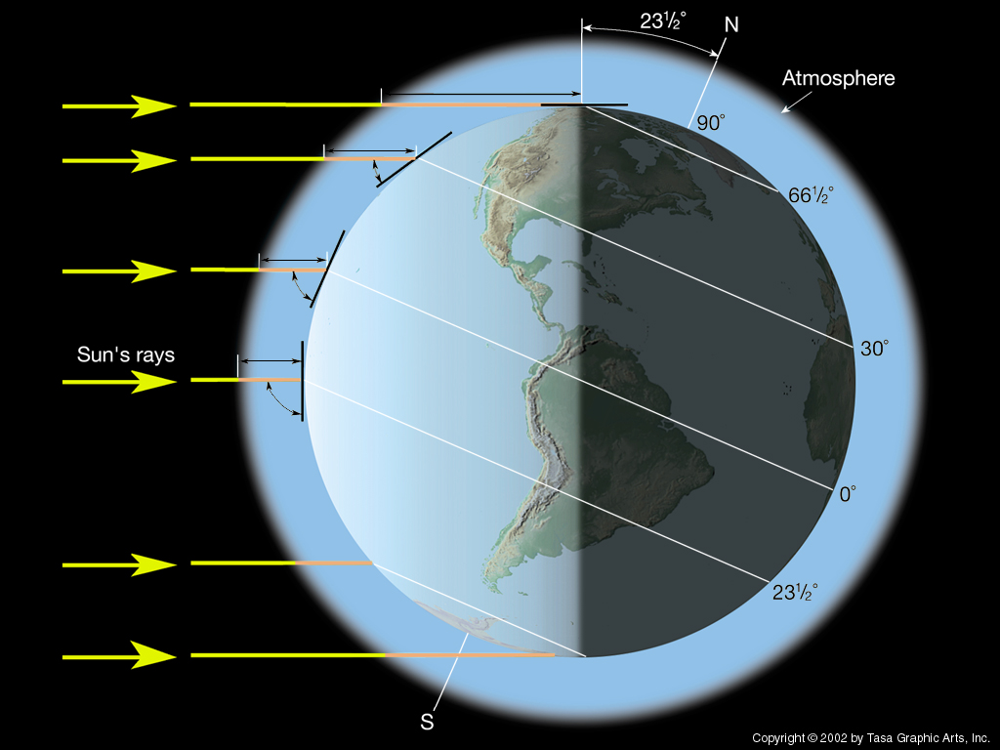 23½°
N
Atmosphere
90°
66½°
30°
Sun's rays
0°
23½°
S
Copyright © 2002 by Tasa Graphic Arts, Inc.